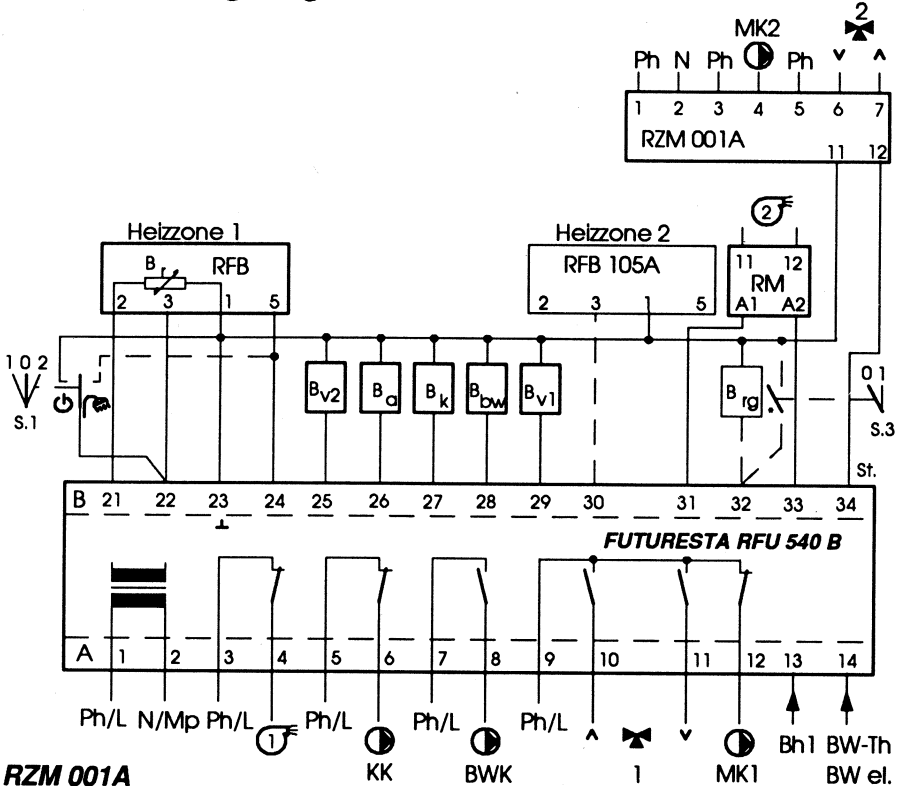 2
MK2
Ph N Ph Ph v ʌ
1 2 3 4 5 6 7
RZM 001A
11 12
2
Heizzone 1
Heizzone 2
Br RFB
RFB 105A
11 12
RM
2 3 1 5
2 3 1 5
A1 A2
1 0 2
S.1
Bv2 Ba Bk Bbw Bv1
Brg
0 1
S.3
St.
B 21 22 23 24 25 26 27 28 29 30 31 32 33 34
FUTURESTA RFU 540 B
A 1 2 3 4 5 6 7 8 9 10 11 12 13 14
Ph/L N/Mp Ph/L 1 Ph/L Ph/L Ph/L ʌ v Bh1 BW-Th
KK BWK 1 MK1 BW el.
RZM 001A